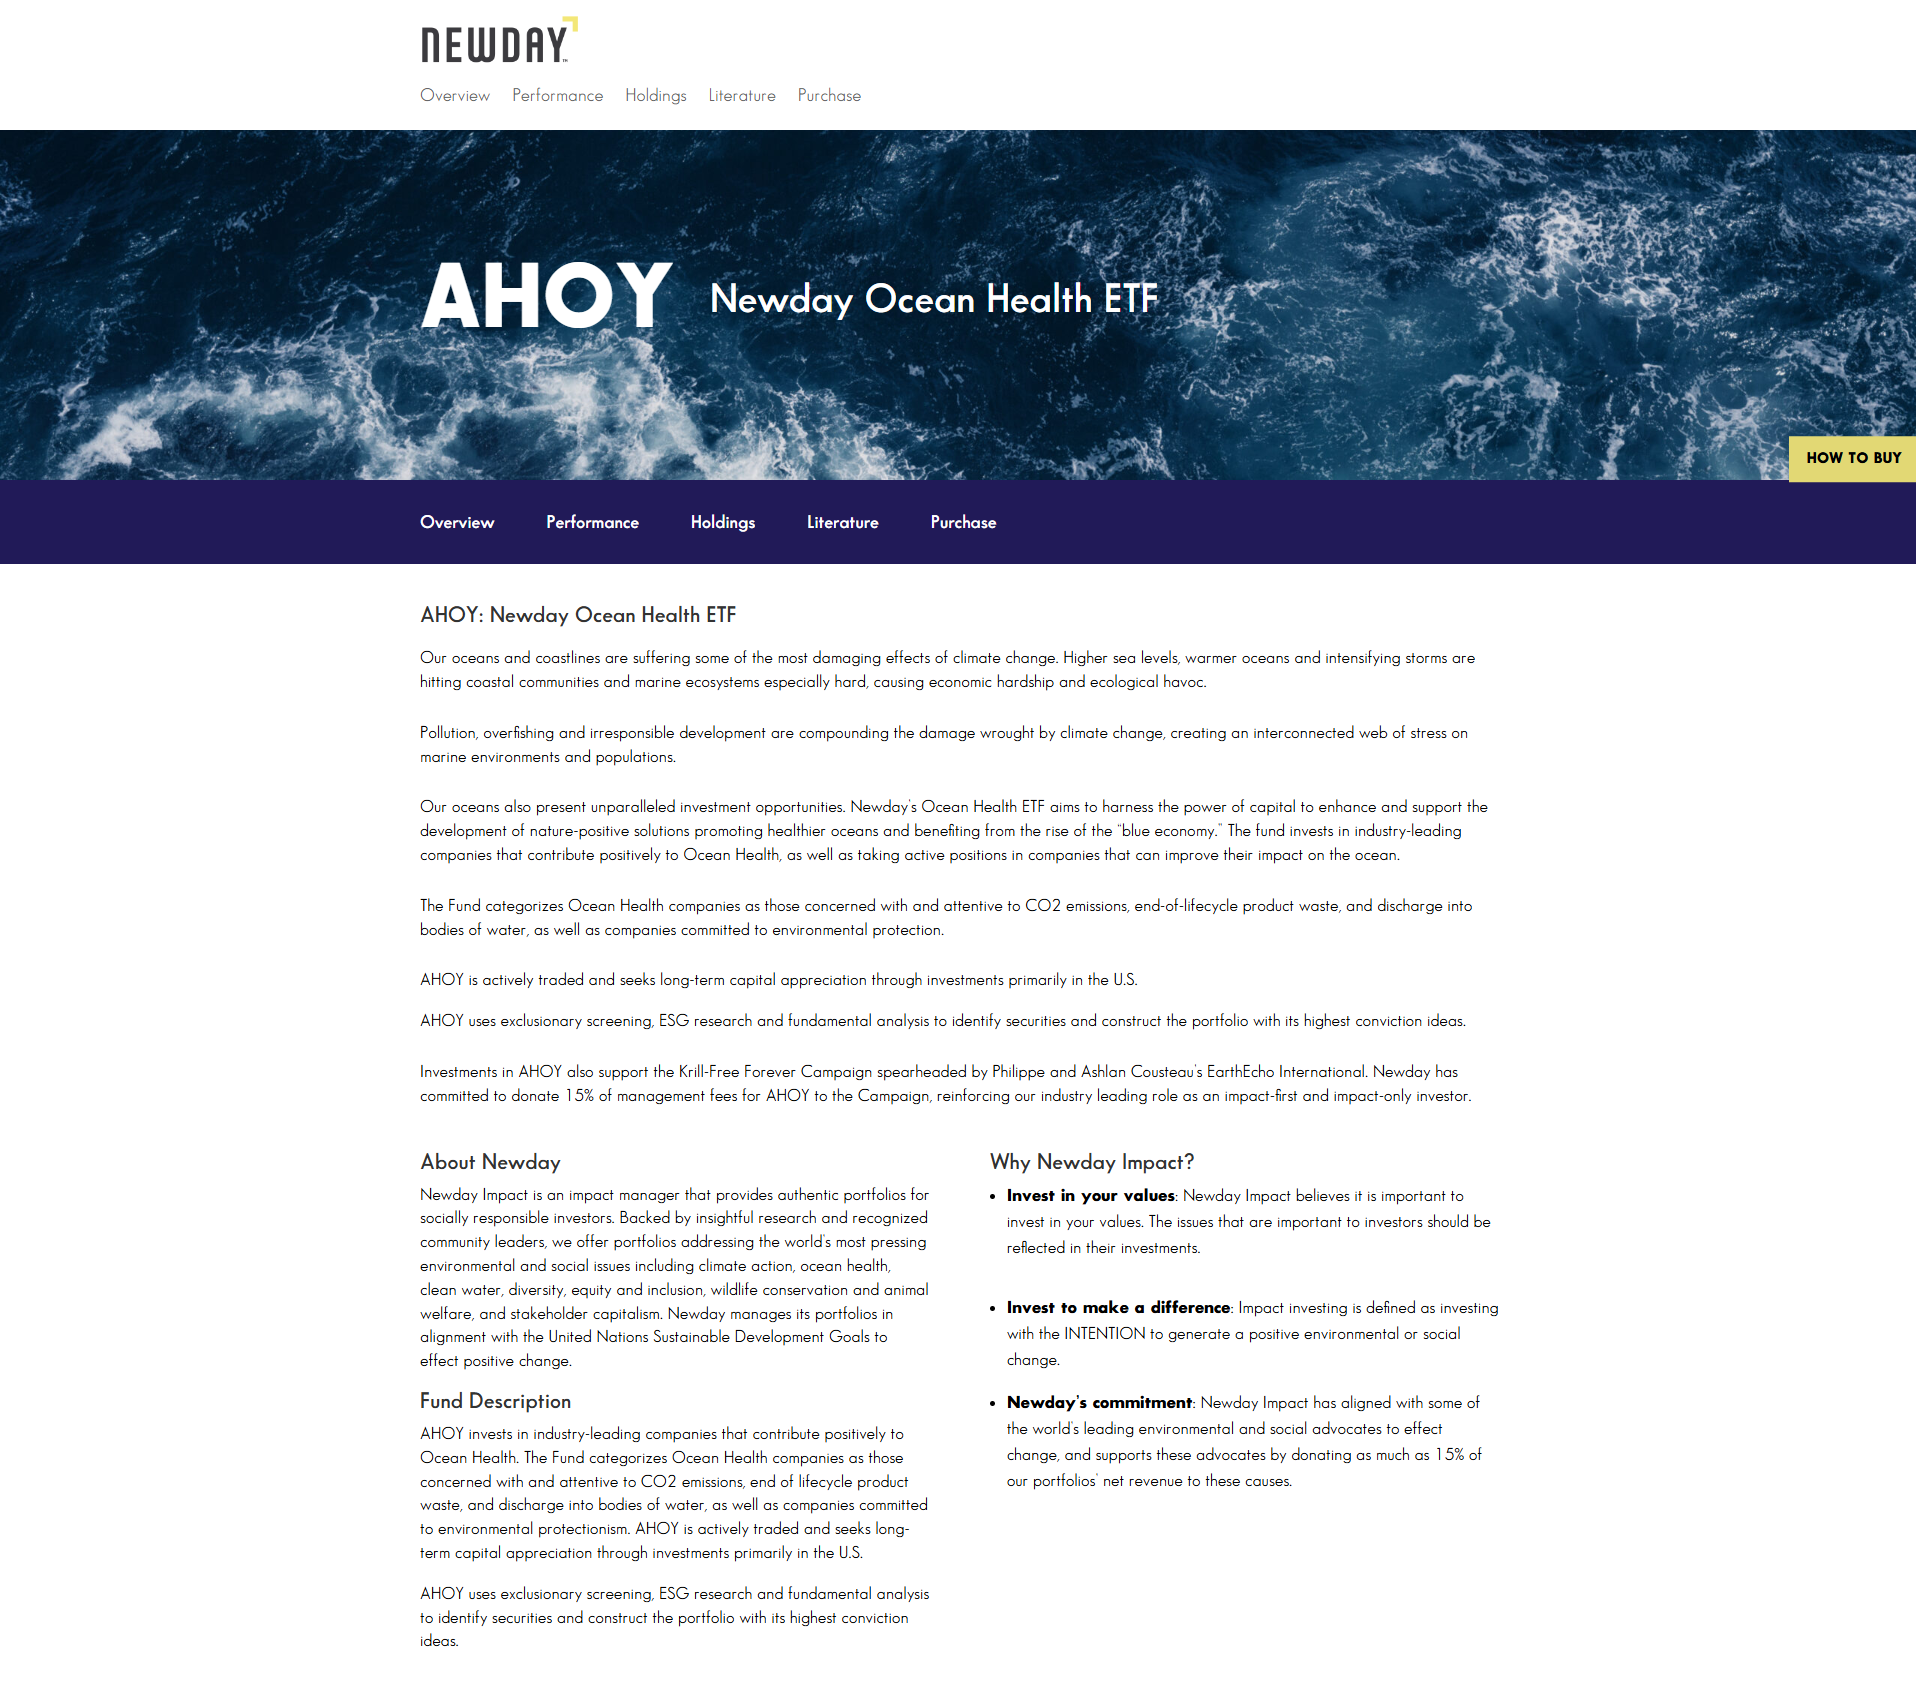 NEWDAY™
Overview Performance Holdings Literature Purchase
AHOY Newday Ocean Health ETF
HOW TO BUY
Overview Performance Holdings Literature Purchase
AHOY: Newday Ocean Health ETF
Our oceans and coastlines are suffering some of the most damaging effects of climate change. Higher sea levels, warmer oceans and intensifying storms are
hitting coastal communities and marine ecosystems especially hard, causing economic hardship and ecological havoc.
Pollution, overfishing and irresponsible development are compounding the damage wrought by climate change, creating an interconnected web of stress on
marine environments and populations.
Our oceans also present unparalleled investment opportunities. Newday's Ocean Health ETF aims to harness the power of capital to enhance and support the
development of nature-positive solutions promoting healthier oceans and benefiting from the rise of the “blue economy.” The fund invests in industry-leading
companies that contribute positively to Ocean Health, as well as taking active positions in companies that can improve their impact on the ocean.
The Fund categorizes Ocean Health companies as those concerned with and attentive to CO2 emissions, end-of-lifecycle product waste, and discharge into
bodies of water, as well as companies committed to environmental protection.
AHOY is actively traded and seeks long-term capital appreciation through investments primarily in the U.S.
AHOY uses exclusionary screening, ESG research and fundamental analysis to identify securities and construct the portfolio with its highest conviction ideas.
Investments in AHOY also support the Krill-Free Forever Campaign spearheaded by Philippe and Ashlan Cousteau's EarthEcho International. Newday has
committed to donate 15% of management fees for AHOY to the Campaign, reinforcing our industry leading role as an impact-first and impact-only investor.
About Newday
Newday Impact is an impact manager that provides authentic portfolios for
socially responsible investors. Backed by insightful research and recognized
community leaders, we offer portfolios addressing the world's most pressing
environmental and social issues including climate action, ocean health,
clean water, diversity, equity and inclusion, wildlife conservation and animal
welfare, and stakeholder capitalism. Newday manages its portfolios in
alignment with the United Nations Sustainable Development Goals to
effect positive change.
Fund Description
AHOY invests in industry-leading companies that contribute positively to
Ocean Health. The Fund categorizes Ocean Health companies as those
concerned with and attentive to CO2 emissions, end of lifecycle product
waste, and discharge into bodies of water, as well as companies committed
to environmental protectionism. AHOY is actively traded and seeks long-
term capital appreciation through investments primarily in the U.S.
AHOY uses exclusionary screening, ESG research and fundamental analysis
to identify securities and construct the portfolio with its highest conviction
ideas.
Why Newday Impact?
• Invest in your values: Newday Impact believes it is important to
invest in your values. The issues that are important to investors should be
reflected in their investments.
• Invest to make a difference: Impact investing is defined as investing
with the INTENTION to generate a positive environmental or social
change.
• Newday's commitment: Newday Impact has aligned with some of
the world's leading environmental and social advocates to effect
change, and supports these advocates by donating as much as 15% of
our portfolios' net revenue to these causes.